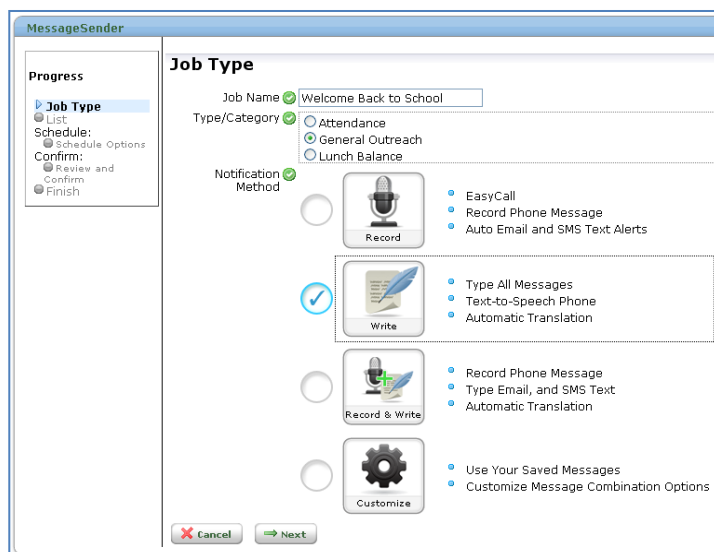 MessageSender
Progress
Job Type
List
Schedule:
Schedule Options
Confirm:
Review and
Confirm
Finish
Job Type
Job Name Welcome Back to School
Type/Category Attendance
General Outreach
Lunch Balance
Notification
Method
Record
EasyCall
Record Phone Message
Auto Email and SMS Text Alerts
Write
Type All Messages
Text-to-Speech Phone
Automatic Translation
Record & Write
Record Phone Message
Type Email, and SMS Text
Automatic Translation
Customize
Use Your Saved Messages
Customize Message Combination Options
Cancel Next